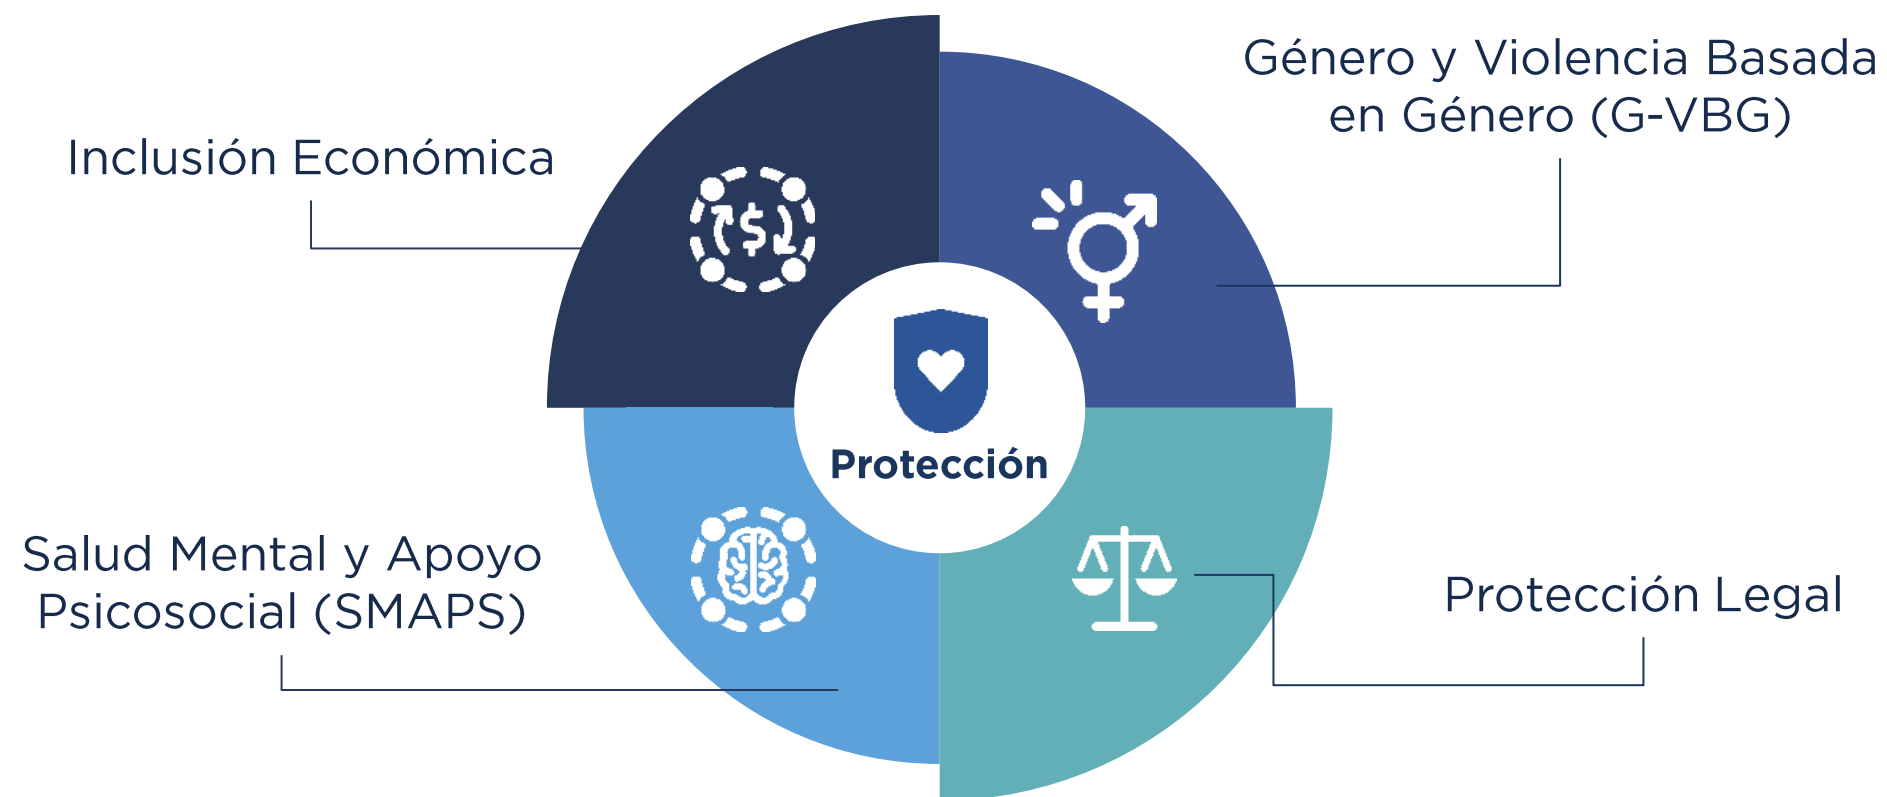 Inclusión Económica
Género y Violencia Basada
en Género (G-VBG)
$
Protección
Salud Mental y Apoyo
Psicosocial (SMAPS)
Protección Legal